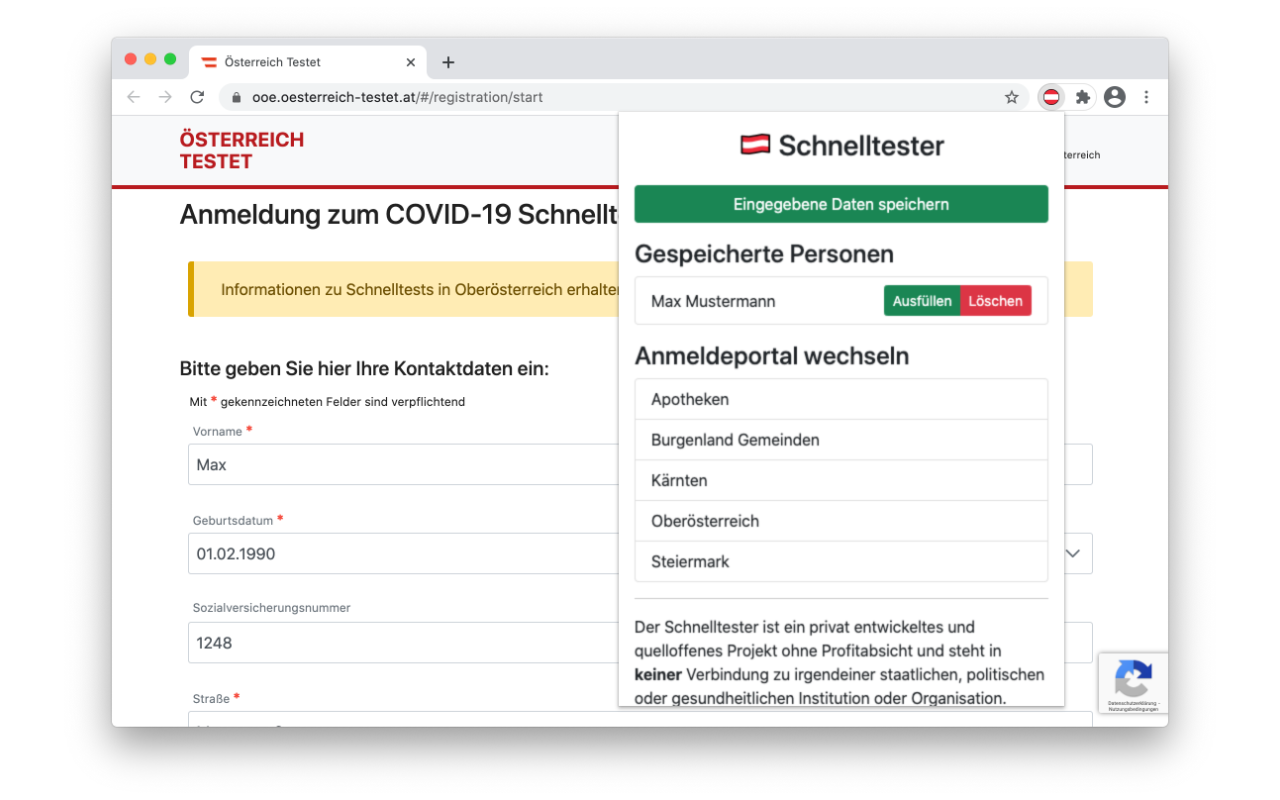 Österreich Testet
ooe.oesterreich-testet.at/#/registration/start
ÖSTERREICH
TESTET
terreich
Anmeldung zum COVID-19 Schnellt
Informationen zu Schnelltests in Oberösterreich erhalten
Bitte geben Sie hier Ihre Kontaktdaten ein:
Mit * gekennzeichneten Felder sind verpflichtend
Vorname *
Max
Geburtsdatum *
01.02.1990
Sozialversicherungsnummer
1248
Straße *
Schnelltester
Eingegebene Daten speichern
Gespeicherte Personen
Max Mustermann
Ausfüllen
Löschen
Anmeldeportal wechseln
Apotheken
Burgenland Gemeinden
Kärnten
Oberösterreich
Steiermark
Der Schnelltester ist ein privat entwickeltes und
quelloffenes Projekt ohne Profitabsicht und steht in
keiner Verbindung zu irgendeiner staatlichen, politischen
oder gesundheitlichen Institution oder Organisation.
Datenschutzerklärung -
Nutzungsbedingungen